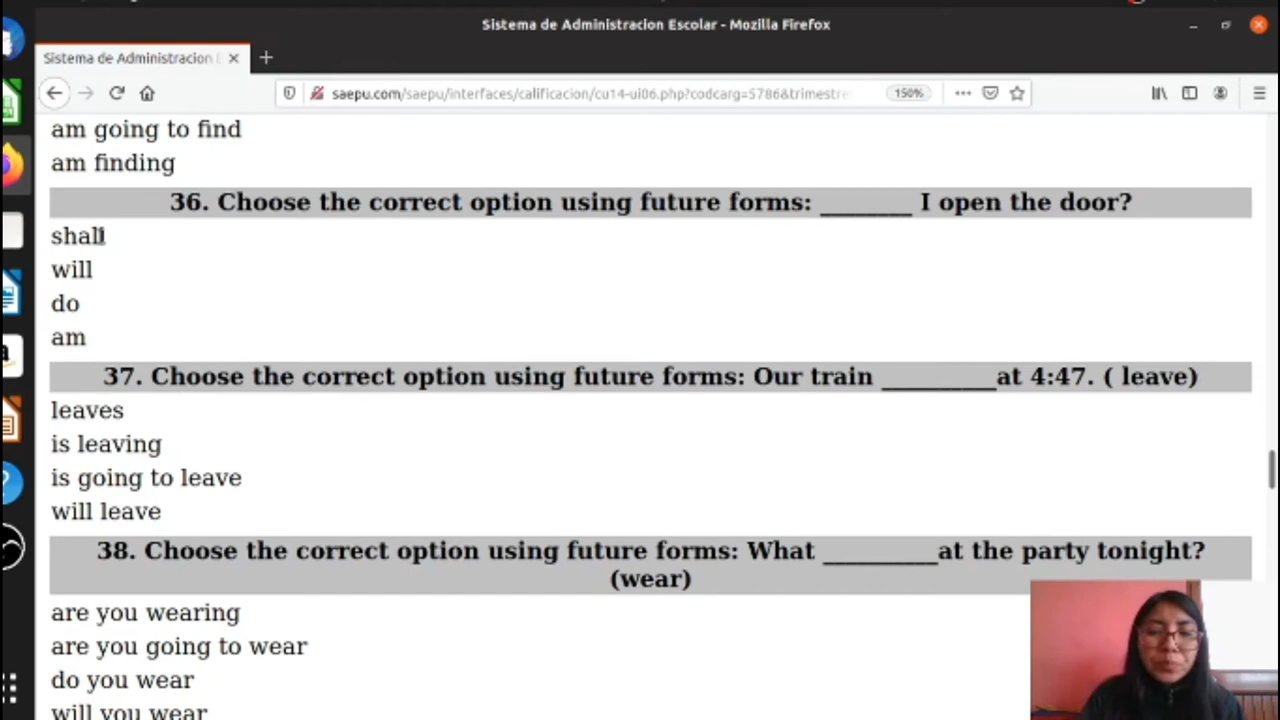 Sistema de Administracion Escolar - Mozilla Firefox
Sistema de Administracion
saepu.com/saepu/interfaces/calificacion/cu14-ui06.php?codcarg=5786&trimestre
150%
am going to find
am finding
36. Choose the correct option using future forms: ________ I open the door?
shall
will
do
am
37. Choose the correct option using future forms: Our train __________at 4:47. ( leave)
leaves
is leaving
is going to leave
will leave
38. Choose the correct option using future forms: What __________at the party tonight?
(wear)
are you wearing
are you going to wear
do you wear
will you wear